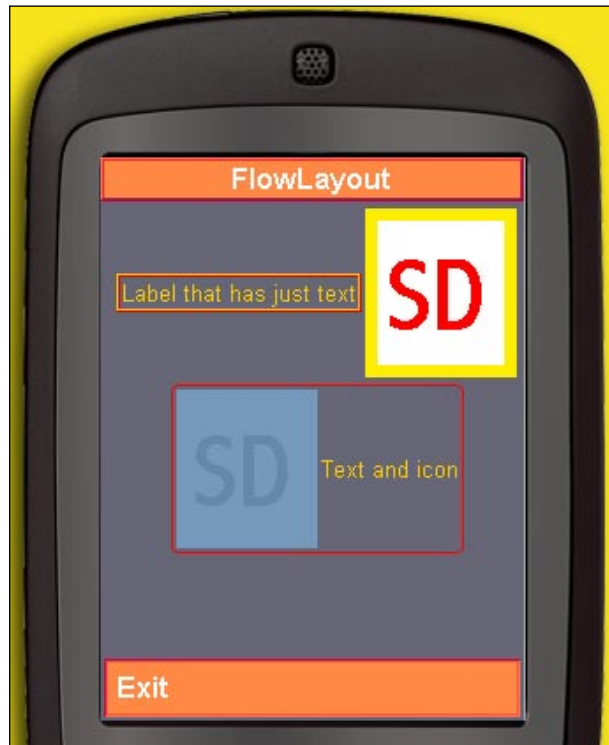 FlowLayout
Label that has just text
SD
SD
Text and icon
Exit